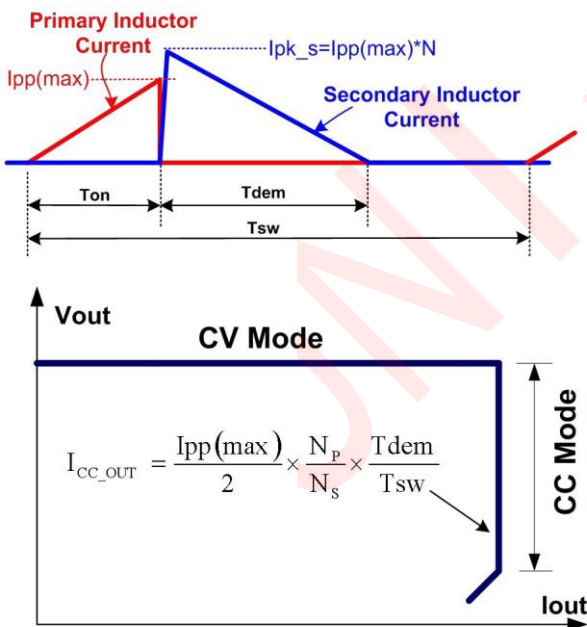 Primary Inductor
Current
Ipk_s=Ipp(max)*N
Ipp(max)
Secondary Inductor
Current
Ton
Tdem
Tsw
Vout
CV Mode
I_CC_OUT = Ipp(max)/2 × N_P/N_S × Tdem/Tsw
CC Mode
Iout